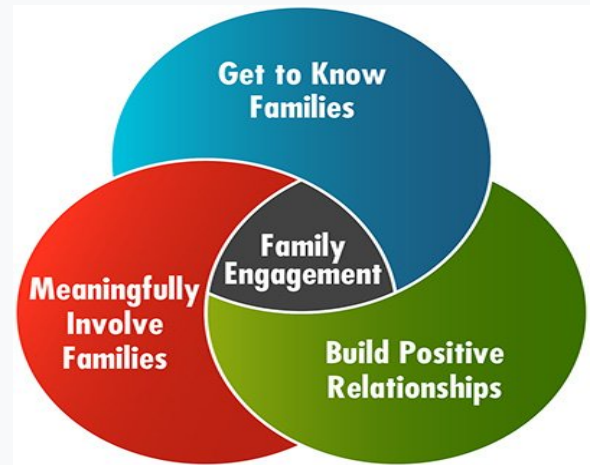 Get to Know
Families
Family
Engagement
Meaningfully
Involve
Families
Build Positive
Relationships